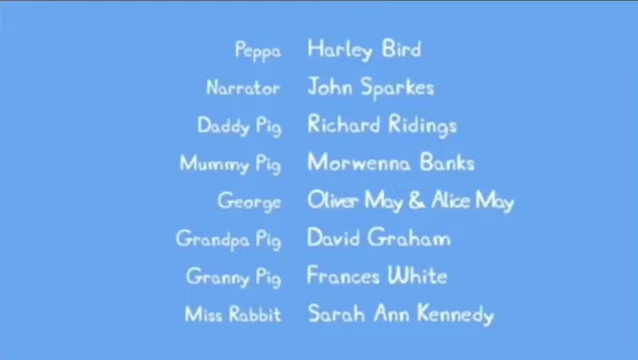 Peppa Harley Bird
Narrator John Sparkes
Daddy Pig Richard Ridings
Mummy Pig Morwenna Banks
George Oliver May & Alice May
Grandpa Pig David Graham
Granny Pig Frances White
Miss Rabbit Sarah Ann Kennedy